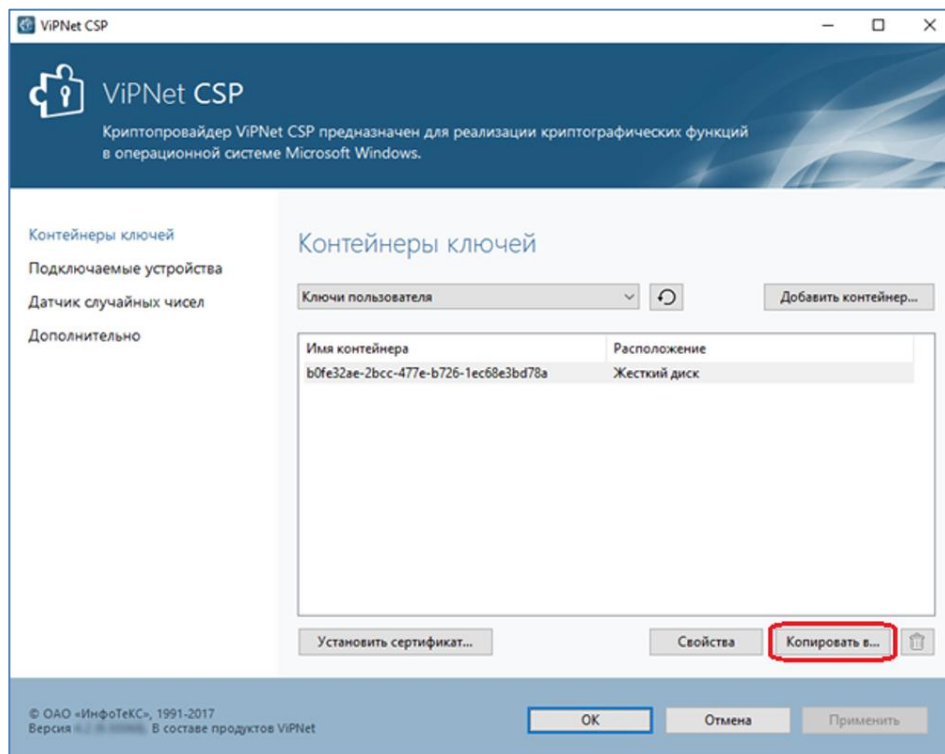 ViPNet CSP
ViPNet CSP
Криптопровайдер ViPNet CSP предназначен для реализации криптографических функций
в операционной системе Microsoft Windows.
Контейнеры ключей
Подключаемые устройства
Датчик случайных чисел
Дополнительно
Контейнеры ключей
Ключи пользователя
Добавить контейнер...
Имя контейнера Расположение
b0fe32ae-2bcc-477e-b726-1ec68e3bd78a Жесткий диск
Установить сертификат... Свойства Копировать в...
© ОАО «ИнфоТеКС», 1991-2017
Версия В составе продуктов ViPNet
OK Отмена Применить